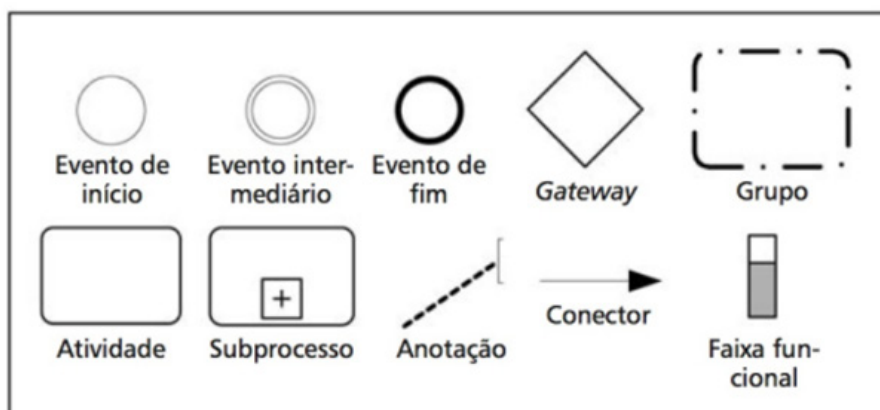 Evento de
início
Evento inter-
mediário
Evento de
fim
Gateway
Grupo
+
Atividade
Subprocesso
Anotação
Conector
Faixa fun-
cional